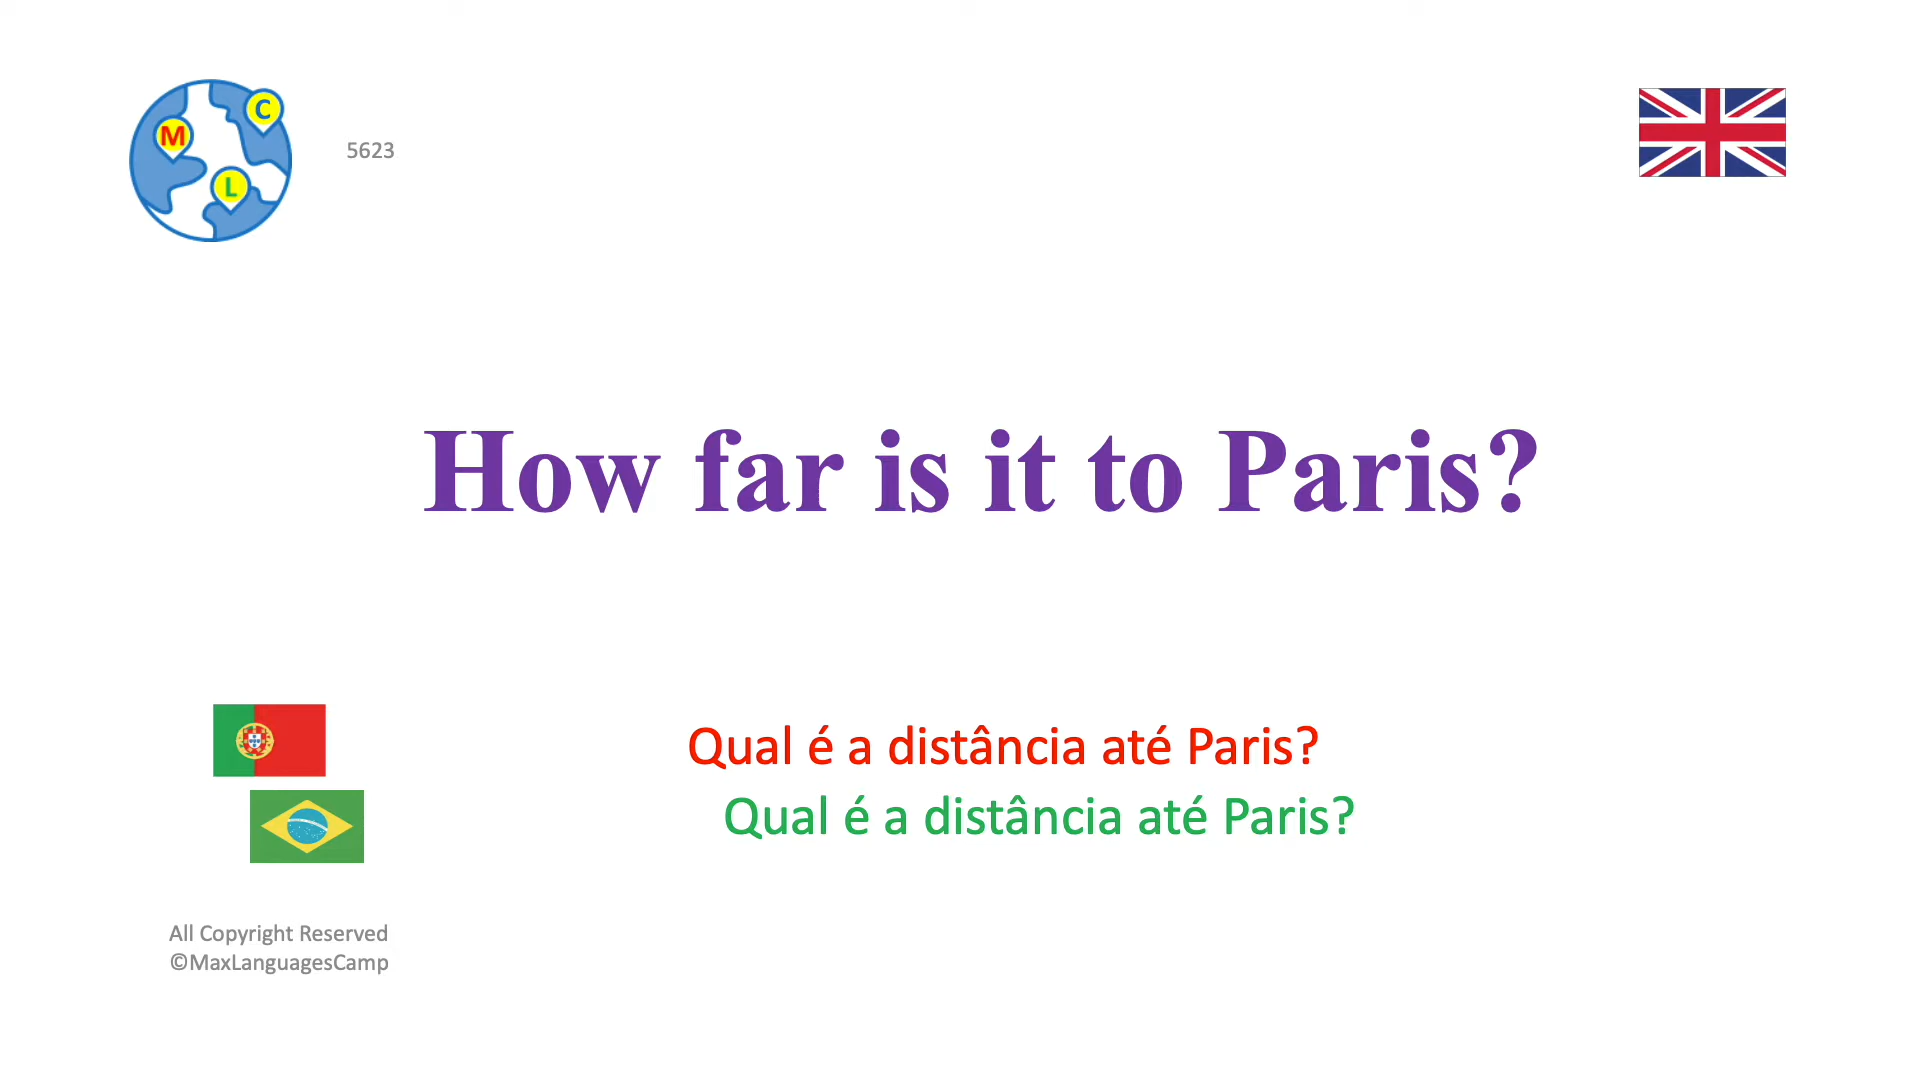 C
M
L
5623
How far is it to Paris?
Qual é a distância até Paris?
Qual é a distância até Paris?
All Copyright Reserved
©MaxLanguagesCamp